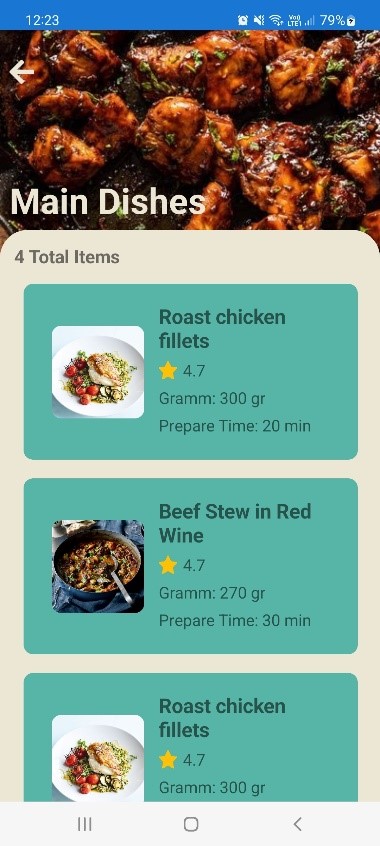 12:23
Vo)) LTE1 79%
Main Dishes
4 Total Items
Roast chicken
fillets
4.7
Gramm: 300 gr
Prepare Time: 20 min
Beef Stew in Red
Wine
4.7
Gramm: 270 gr
Prepare Time: 30 min
Roast chicken
fillets
4.7
Gramm: 300 gr